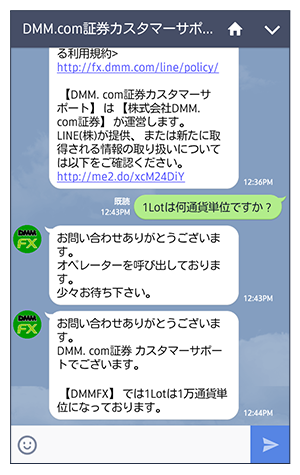 DMM.com証券カスタマーサポ...
る利用規約>
http://fx.dmm.com/line/policy/
【DMM. com証券カスタマーサ
ポート】 は 【株式会社DMM.
com証券】 が運営します。
LINE(株)が提供、または新たに取
得される情報の取り扱いについて
は以下をご確認ください。
http://me2.do/xcM24DiY
12:36PM
既読
12:43PM
1Lotは何通貨単位ですか？
DMM
FX
お問い合わせありがとうございま
す。
オペレーターを呼び出しておりま
す。
少々お待ち下さい。
12:43PM
DMM
FX
お問い合わせありがとうございま
す。
DMM. com証券 カスタマーサポー
トでございます。
【DMMFX】 では1Lotは1万通貨単
位になっております。
12:44PM